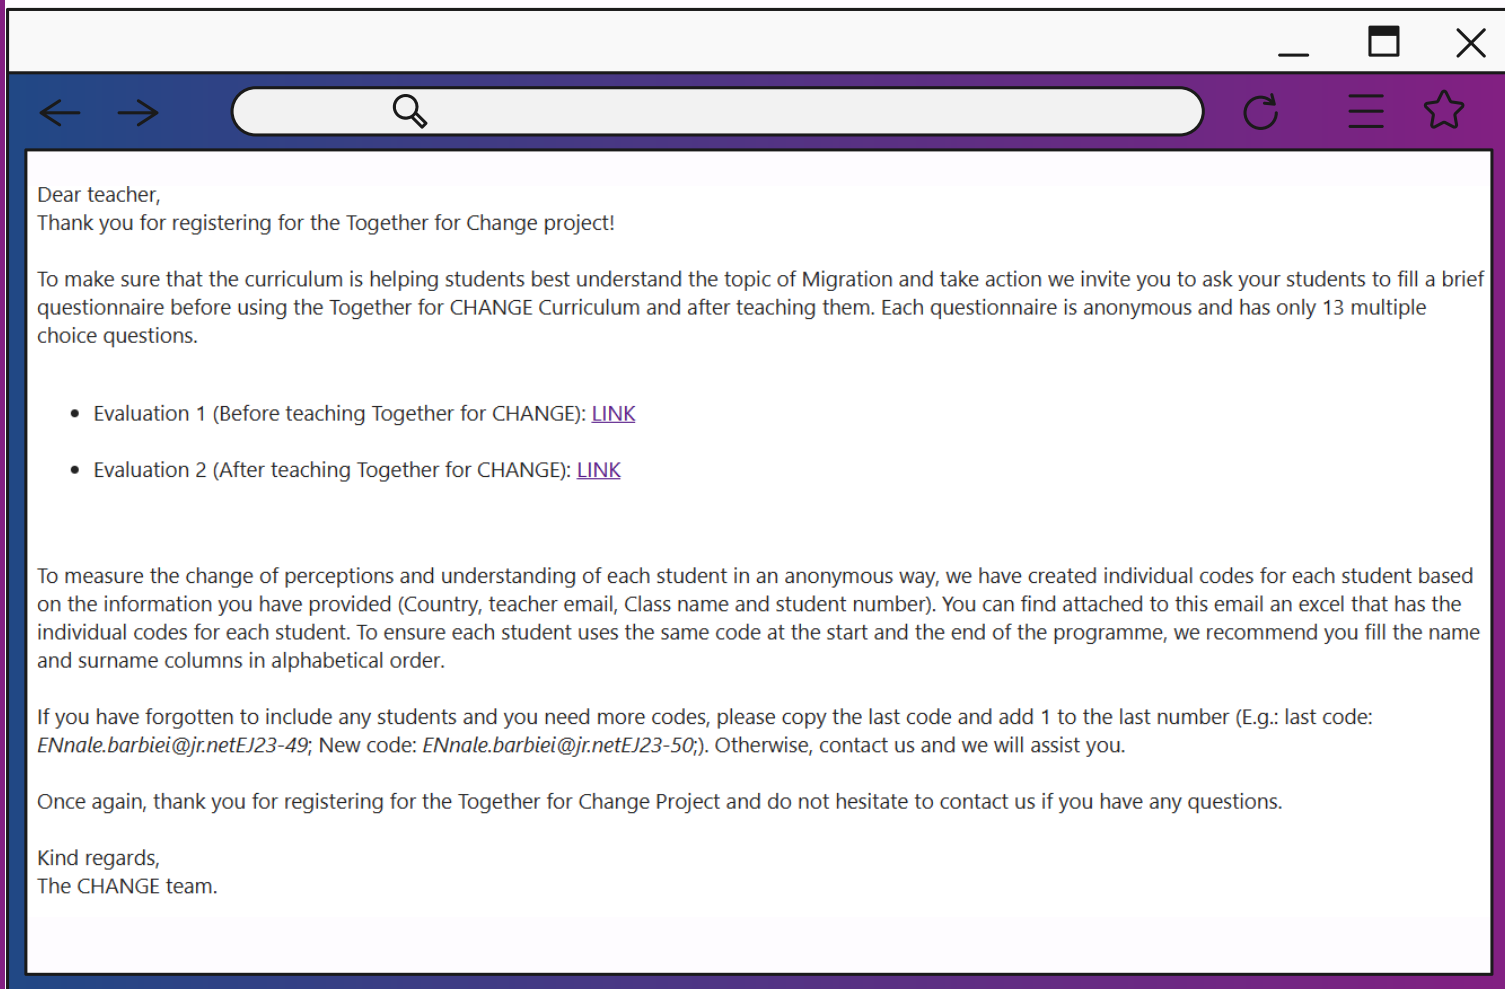 Dear teacher,
Thank you for registering for the Together for Change project!
To make sure that the curriculum is helping students best understand the topic of Migration and take action we invite you to ask your students to fill a brief
questionnaire before using the Together for CHANGE Curriculum and after teaching them. Each questionnaire is anonymous and has only 13 multiple
choice questions.
• Evaluation 1 (Before teaching Together for CHANGE): LINK
• Evaluation 2 (After teaching Together for CHANGE): LINK
To measure the change of perceptions and understanding of each student in an anonymous way, we have created individual codes for each student based
on the information you have provided (Country, teacher email, Class name and student number). You can find attached to this email an excel that has the
individual codes for each student. To ensure each student uses the same code at the start and the end of the programme, we recommend you fill the name
and surname columns in alphabetical order.
If you have forgotten to include any students and you need more codes, please copy the last code and add 1 to the last number (E.g.: last code:
ENnale.barbiei@jr.netEJ23-49; New code: ENnale.barbiei@jr.netEJ23-50;). Otherwise, contact us and we will assist you.
Once again, thank you for registering for the Together for Change Project and do not hesitate to contact us if you have any questions.
Kind regards,
The CHANGE team.